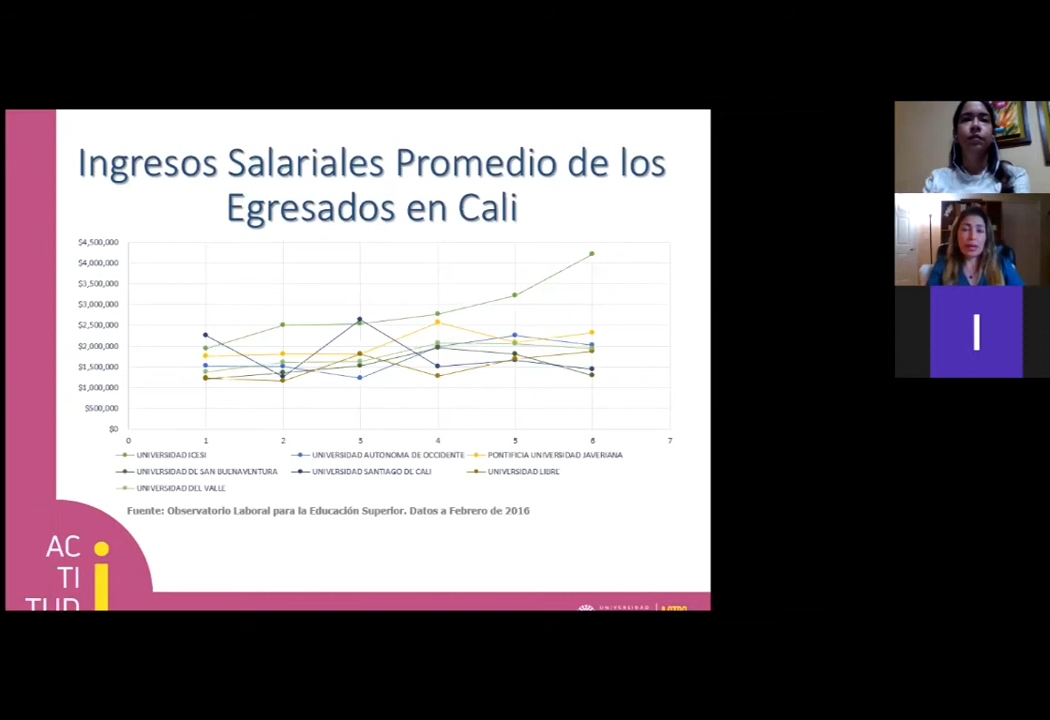 Ingresos Salariales Promedio de los
Egresados en Cali
$4,500,000
$4,000,000
$3,500,000
$3,000,000
$2,500,000
$2,000,000
$1,500,000
$1,000,000
$500,000
$0
0 1 2 3 4 5 6 7
UNIVERSIDAD ICESI UNIVERSIDAD AUTONOMA DE OCCIDENTE PONTIFICIA UNIVERSIDAD JAVERIANA
UNIVERSIDAD DE SAN BUENAVENTURA UNIVERSIDAD SANTIAGO DE CALI UNIVERSIDAD LIBRE
UNIVERSIDAD DEL VALLE
Fuente: Observatorio Laboral para la Educación Superior. Datos a Febrero de 2016
AC
TI
TUD
i
UNIVERSIDAD
I